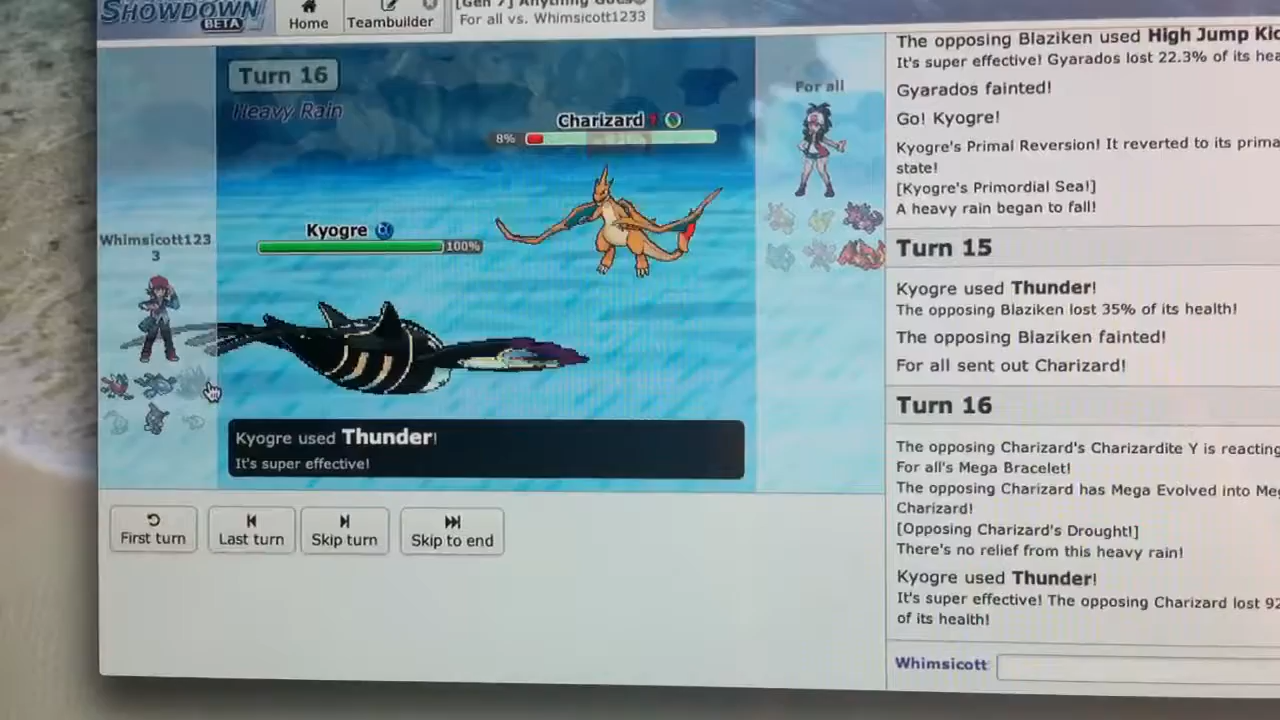 SHOWDOWN
BETA
Home
Teambuilder
[Gen 7] Anything Goes
For all vs. Whimsicott1233
Turn 16
Heavy Rain
Charizard
8%
Kyogre
100%
Whimsicott123
3
For all
Kyogre used Thunder!
It's super effective!
First turn
Last turn
Skip turn
Skip to end
The opposing Blaziken used High Jump
It's super effective! Gyarados lost 22.3% of its
Gyarados fainted!
Go! Kyogre!
Kyogre's Primal Reversion! It reverted to its
state!
[Kyogre's Primordial Sea!]
A heavy rain began to fall!
Turn 15
Kyogre used Thunder!
The opposing Blaziken lost 35% of its health!
The opposing Blaziken fainted!
For all sent out Charizard!
Turn 16
The opposing Charizard's Charizardite Y is reacting
For all's Mega Bracelet!
The opposing Charizard has Mega Evolved into
Charizard!
[Opposing Charizard's Drought!]
There's no relief from this heavy rain!
Kyogre used Thunder!
It's super effective! The opposing Charizard lost 92
of its health!
Whimsicott